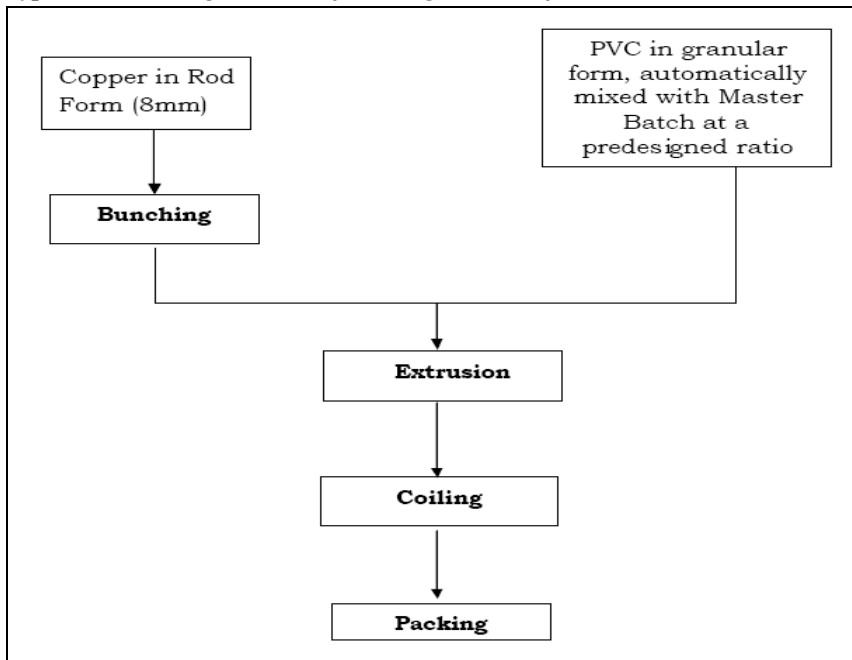 Copper in Rod
Form (8mm)
PVC in granular
form, automatically
mixed with Master
Batch at a
predesigned ratio
Bunching
Extrusion
Coiling
Packing